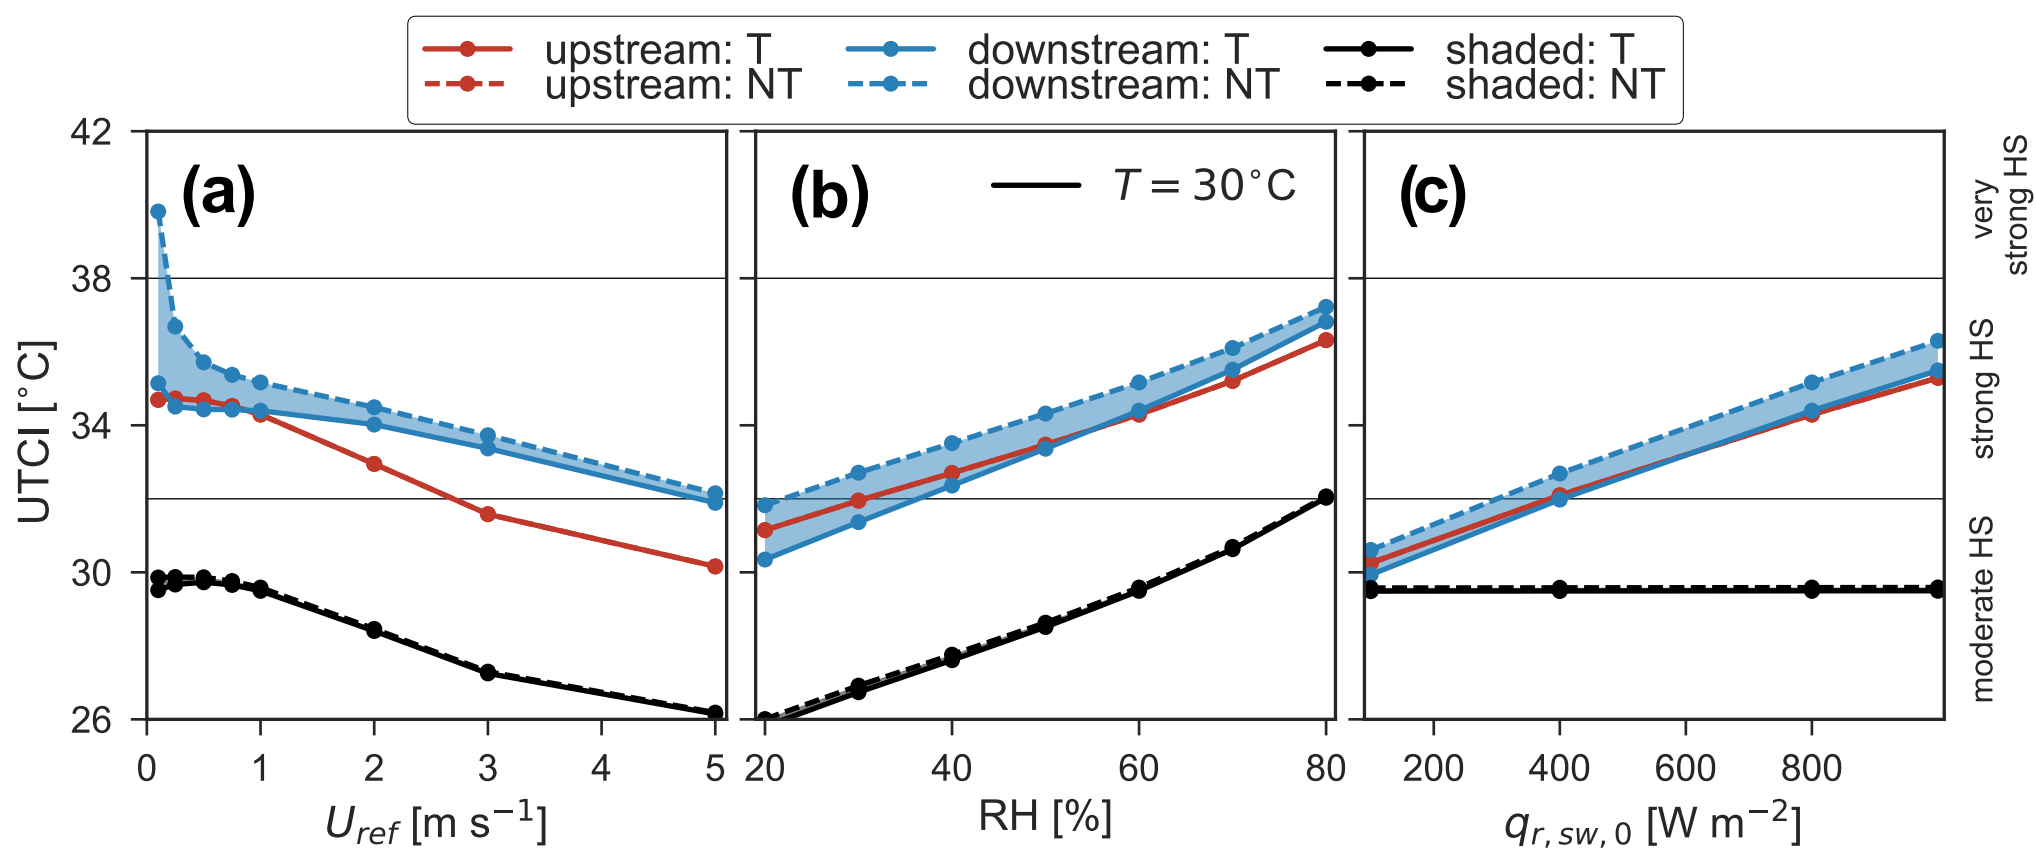 upstream: T downstream: T shaded: T
upstream: NT downstream: NT shaded: NT
(a) (b) T = 30°C (c)
UTCI [°C]
42
38
34
30
26
very
strong HS
strong HS
moderate HS
0 1 2 3 4 5 20 40 60 80 200 400 600 800
U_ref [m s⁻¹] RH [%] q_r,sw,0 [W m⁻²]